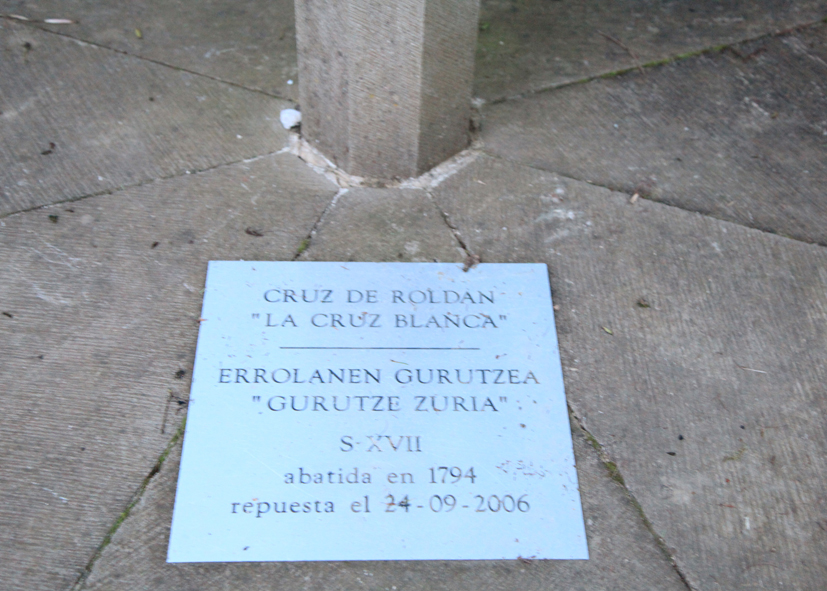 CRUZ DE ROLDAN
"LA CRUZ BLANCA"
ERROLANEN GURUTZEA
"GURUTZE ZURIA"
S-XVII
abatida en 1794
repuesta el 24-09-2006